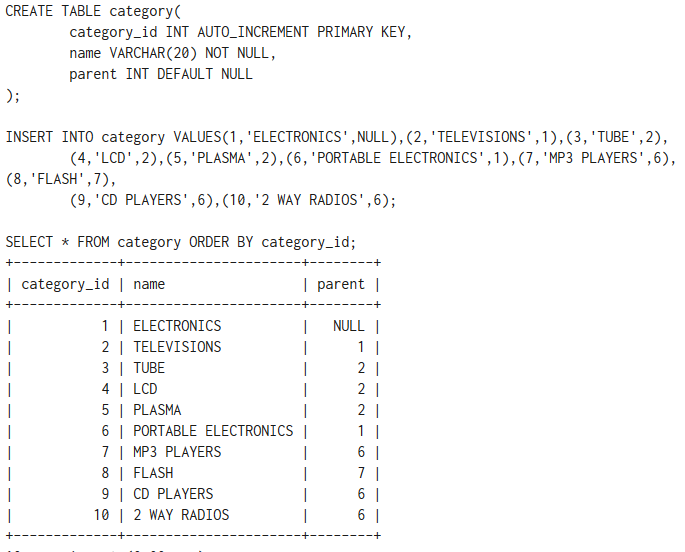 CREATE TABLE category(
        category_id INT AUTO_INCREMENT PRIMARY KEY,
        name VARCHAR(20) NOT NULL,
        parent INT DEFAULT NULL
);

INSERT INTO category VALUES(1,'ELECTRONICS',NULL),(2,'TELEVISIONS',1),(3,'TUBE',2),
        (4,'LCD',2),(5,'PLASMA',2),(6,'PORTABLE ELECTRONICS',1),(7,'MP3 PLAYERS',6),
(8,'FLASH',7),
        (9,'CD PLAYERS',6),(10,'2 WAY RADIOS',6);

SELECT * FROM category ORDER BY category_id;
+-------------+----------------------+--------+
| category_id | name                 | parent |
+-------------+----------------------+--------+
|           1 | ELECTRONICS          |   NULL |
|           2 | TELEVISIONS          |      1 |
|           3 | TUBE                 |      2 |
|           4 | LCD                  |      2 |
|           5 | PLASMA               |      2 |
|           6 | PORTABLE ELECTRONICS |      1 |
|           7 | MP3 PLAYERS          |      6 |
|           8 | FLASH                |      7 |
|           9 | CD PLAYERS           |      6 |
|          10 | 2 WAY RADIOS         |      6 |
+-------------+----------------------+--------+